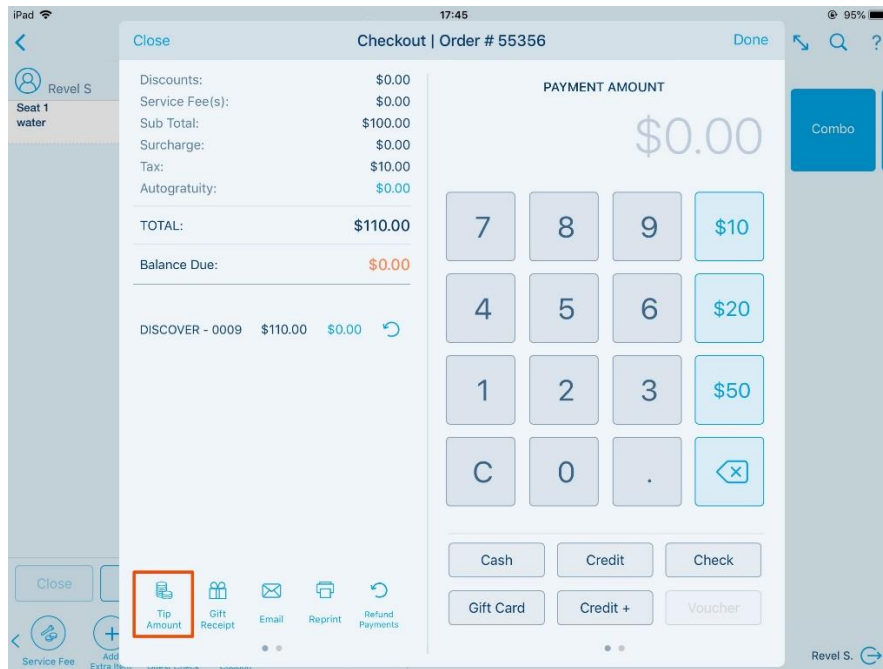 iPad 17:45 95%
Close Checkout | Order # 55356 Done ?
Revel S
Seat 1
water
Discounts: $0.00
Service Fee(s): $0.00
Sub Total: $100.00
Surcharge: $0.00
Tax: $10.00
Autogratuity: $0.00
TOTAL: $110.00
Balance Due: $0.00
DISCOVER - 0009 $110.00 $0.00
PAYMENT AMOUNT
$0.00
7 8 9 $10
4 5 6 $20
1 2 3 $50
C 0 .
Cash Credit Check
Gift Card Credit + Voucher
Combo
Close
Tip Amount
Gift Receipt
Email
Reprint
Refund Payments
Service Fee
Add
Extra Item
Revel S.